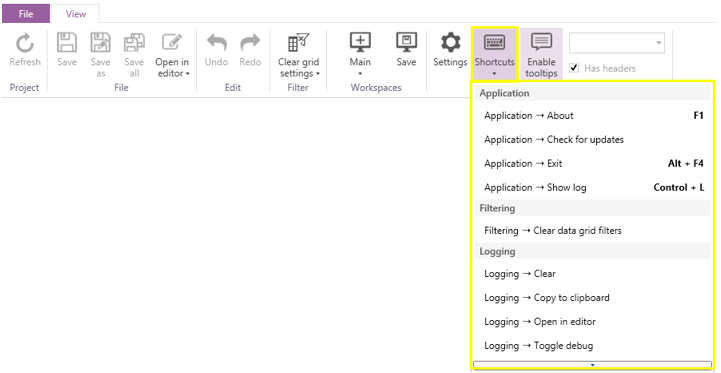 File View
Refresh Save Save as Save all Open in editor Undo Redo Clear grid settings Main Save Settings Shortcuts Enable tooltips
Has headers
Project File Edit Filter Workspaces
Application
Application → About F1
Application → Check for updates
Application → Exit Alt + F4
Application → Show log Control + L
Filtering
Filtering → Clear data grid filters
Logging
Logging → Clear
Logging → Copy to clipboard
Logging → Open in editor
Logging → Toggle debug